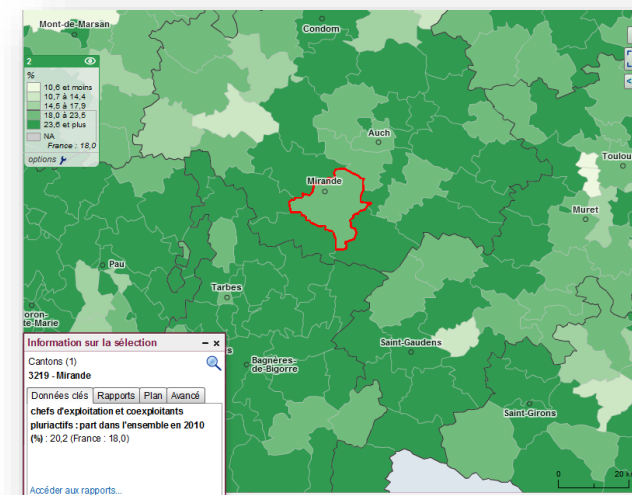 Mont-de-Marsan
Condom
2
%
10,6 et moins
10,7 à 14,4
14,5 à 17,9
18,0 à 23,5
23,6 et plus
NA
France : 18,0
options
Auch
Toulou
Mirande
Muret
Pau
Tarbes
oron-
te-Marie
es
Bagnères-
de-Bigorre
Saint-Gaudens
Saint-Girons
Information sur la sélection
Cantons (1)
3219 - Mirande
Données clés Rapports Plan Avancé
chefs d'exploitation et coexploitants
pluriactifs : part dans l'ensemble en 2010
(%) : 20,2 (France : 18,0)
Accéder aux rapports...
0 20 k